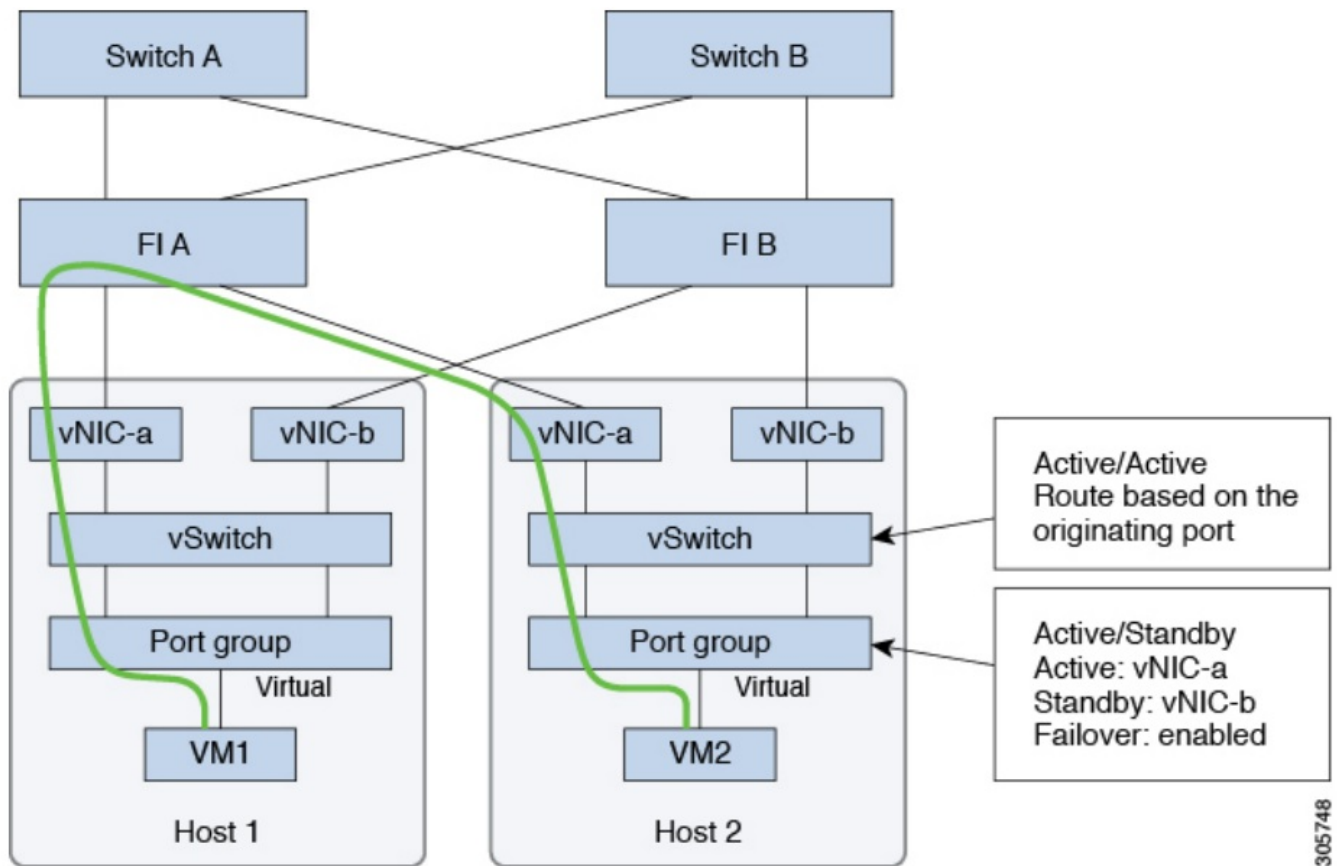 Switch A
Switch B
FI A
FI B
vNIC-a
vNIC-b
vNIC-a
vNIC-b
vSwitch
vSwitch
Active/Active
Route based on the
originating port
Port group
Port group
Active/Standby
Active: vNIC-a
Standby: vNIC-b
Failover: enabled
Virtual
Virtual
VM1
VM2
Host 1
Host 2
305748